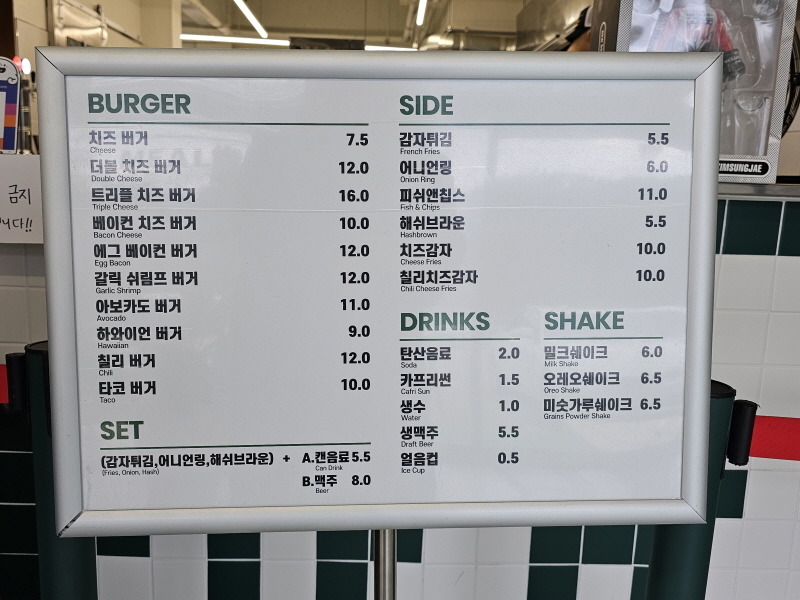 BURGER
치즈 버거 7.5
Cheese
더블 치즈 버거 12.0
Double Cheese
트리플 치즈 버거 16.0
Triple Cheese
베이컨 치즈 버거 10.0
Bacon Cheese
에그 베이컨 버거 12.0
Egg Bacon
갈릭 쉬림프 버거 12.0
Garlic Shrimp
아보카도 버거 11.0
Avocado
하와이언 버거 9.0
Hawaiian
칠리 버거 12.0
Chili
타코 버거 10.0
Taco
SET
(감자튀김,어니언링,해쉬브라운) + A.캔음료 5.5
(Fries, Onion, Hash) Can Drink
B.맥주 8.0
Beer
SIDE
감자튀김 5.5
French Fries
어니언링 6.0
Onion Ring
피쉬앤칩스 11.0
Fish & Chips
해쉬브라운 5.5
Hashbrown
치즈감자 10.0
Cheese Fries
칠리치즈감자 10.0
Chili Cheese Fries
DRINKS
탄산음료 2.0
Soda
카프리썬 1.5
Cafri Sun
생수 1.0
Water
생맥주 5.5
Draft Beer
얼음컵 0.5
Ice Cup
SHAKE
밀크쉐이크 6.0
Milk Shake
오레오쉐이크 6.5
Oreo Shake
미숫가루쉐이크 6.5
Grains Powder Shake
금지
니다!!
KIMSUNGJAE